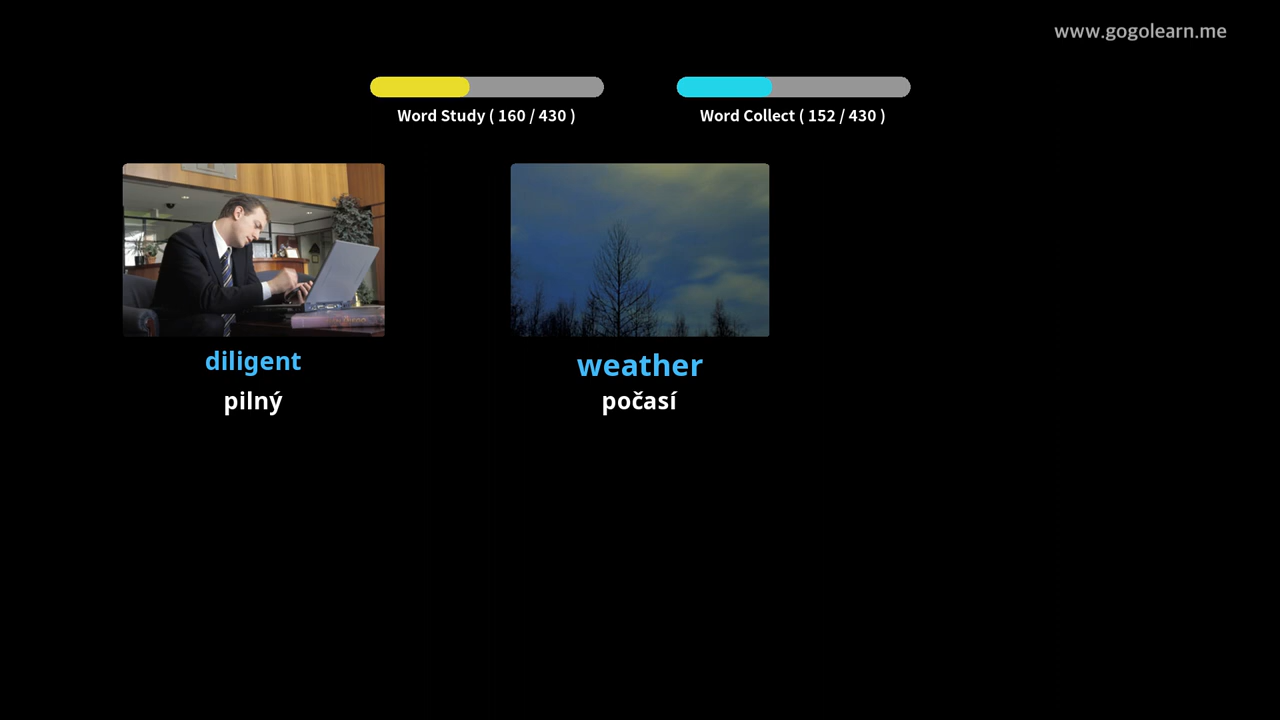 www.gogolearn.me
Word Study ( 160 / 430 )
Word Collect ( 152 / 430 )
diligent
pilný
weather
počasí